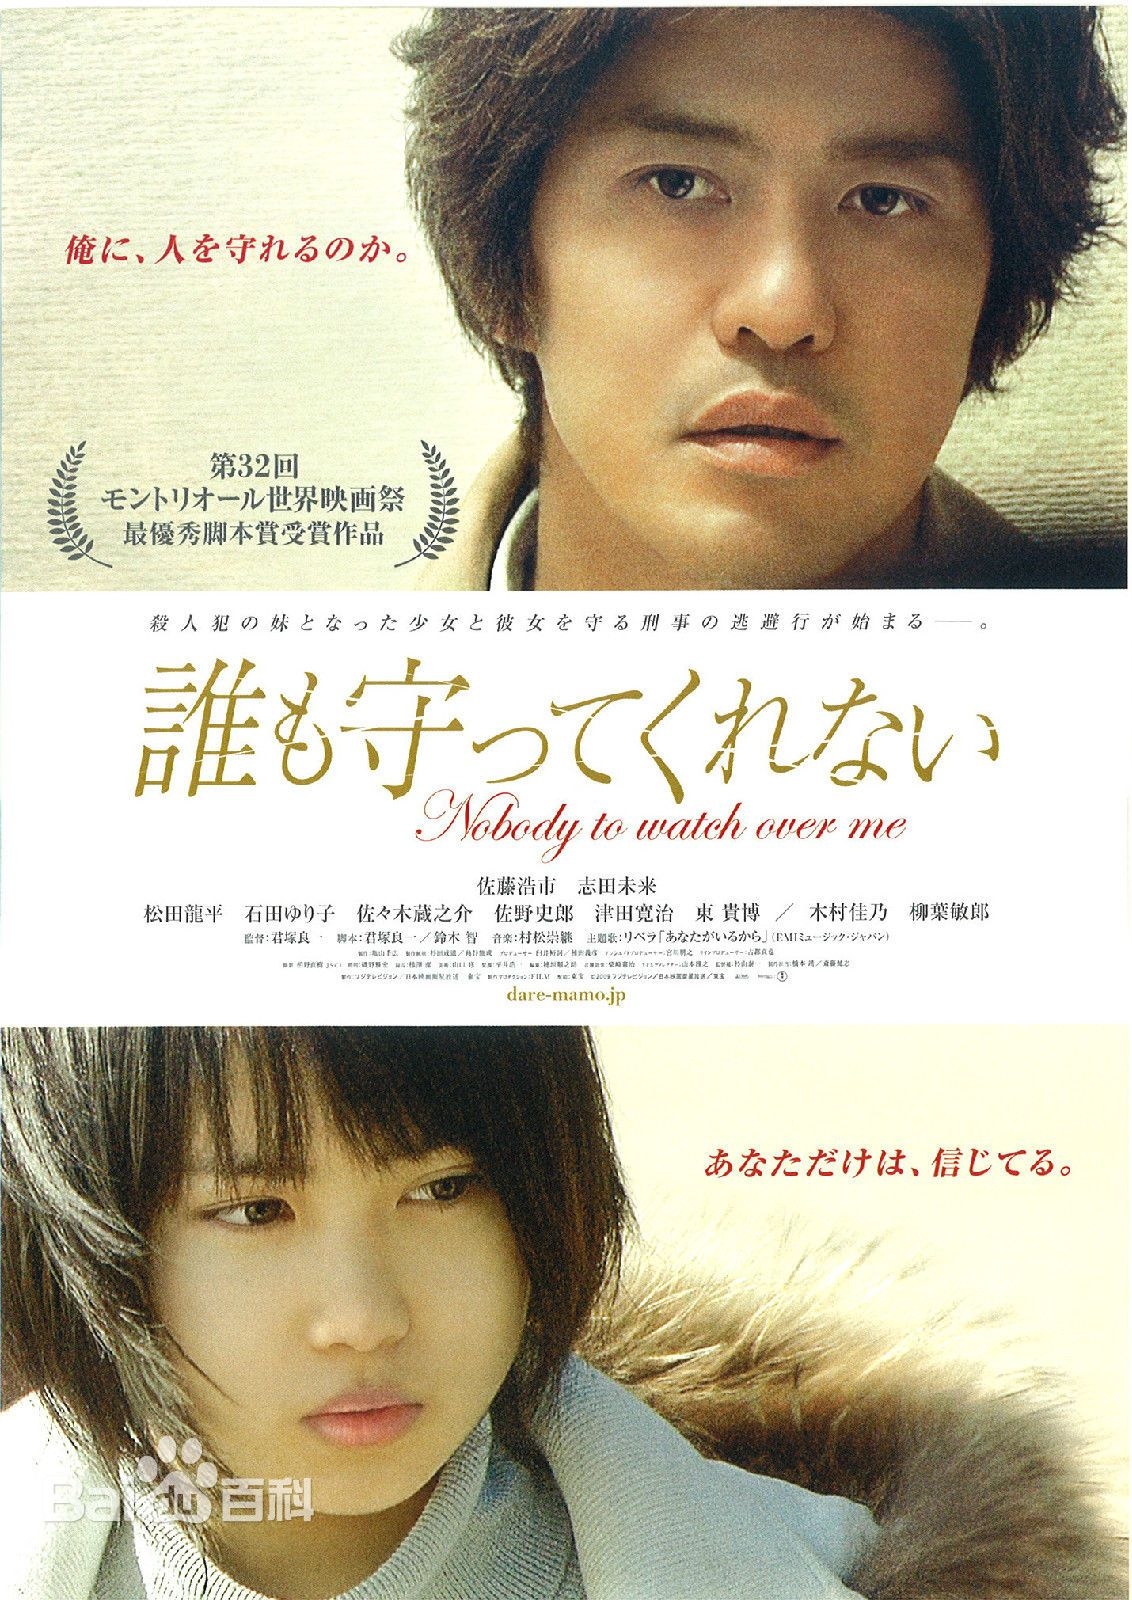 俺に、人を守れるのか。
第32回
モントリオール世界映画祭
最優秀脚本賞受賞作品
殺人犯の妹となった少女と彼女を守る刑事の逃避行が始まる──。
誰も守ってくれない
Nobody to watch over me
佐藤浩市 志田未来
松田龍平 石田ゆり子 佐々木蔵之介 佐野史郎 津田寛治 東貴博 ／ 木村佳乃 柳葉敏郎
監督：君塚良一 脚本：君塚良一／鈴木智 音楽：村松崇継 主題歌：リベラ「あなたがいるから」（EMIミュージック・ジャパン）
dare-mamo.jp
あなただけは、信じてる。
Bai 百科